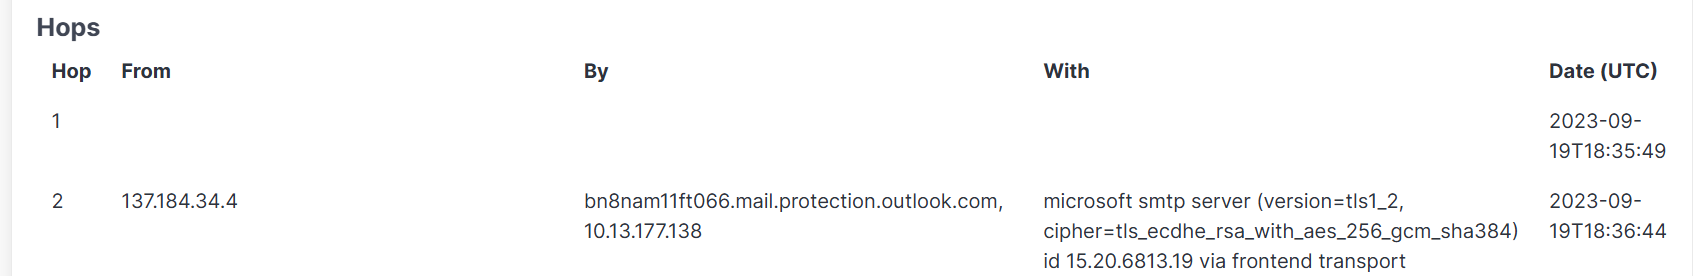 Hops
Hop From By With Date (UTC)
1 2023-09-
19T18:35:49
2 137.184.34.4 bn8nam11ft066.mail.protection.outlook.com, microsoft smtp server (version=tls1_2, 2023-09-
10.13.177.138 cipher=tls_ecdhe_rsa_with_aes_256_gcm_sha384) 19T18:36:44
id 15.20.6813.19 via frontend transport